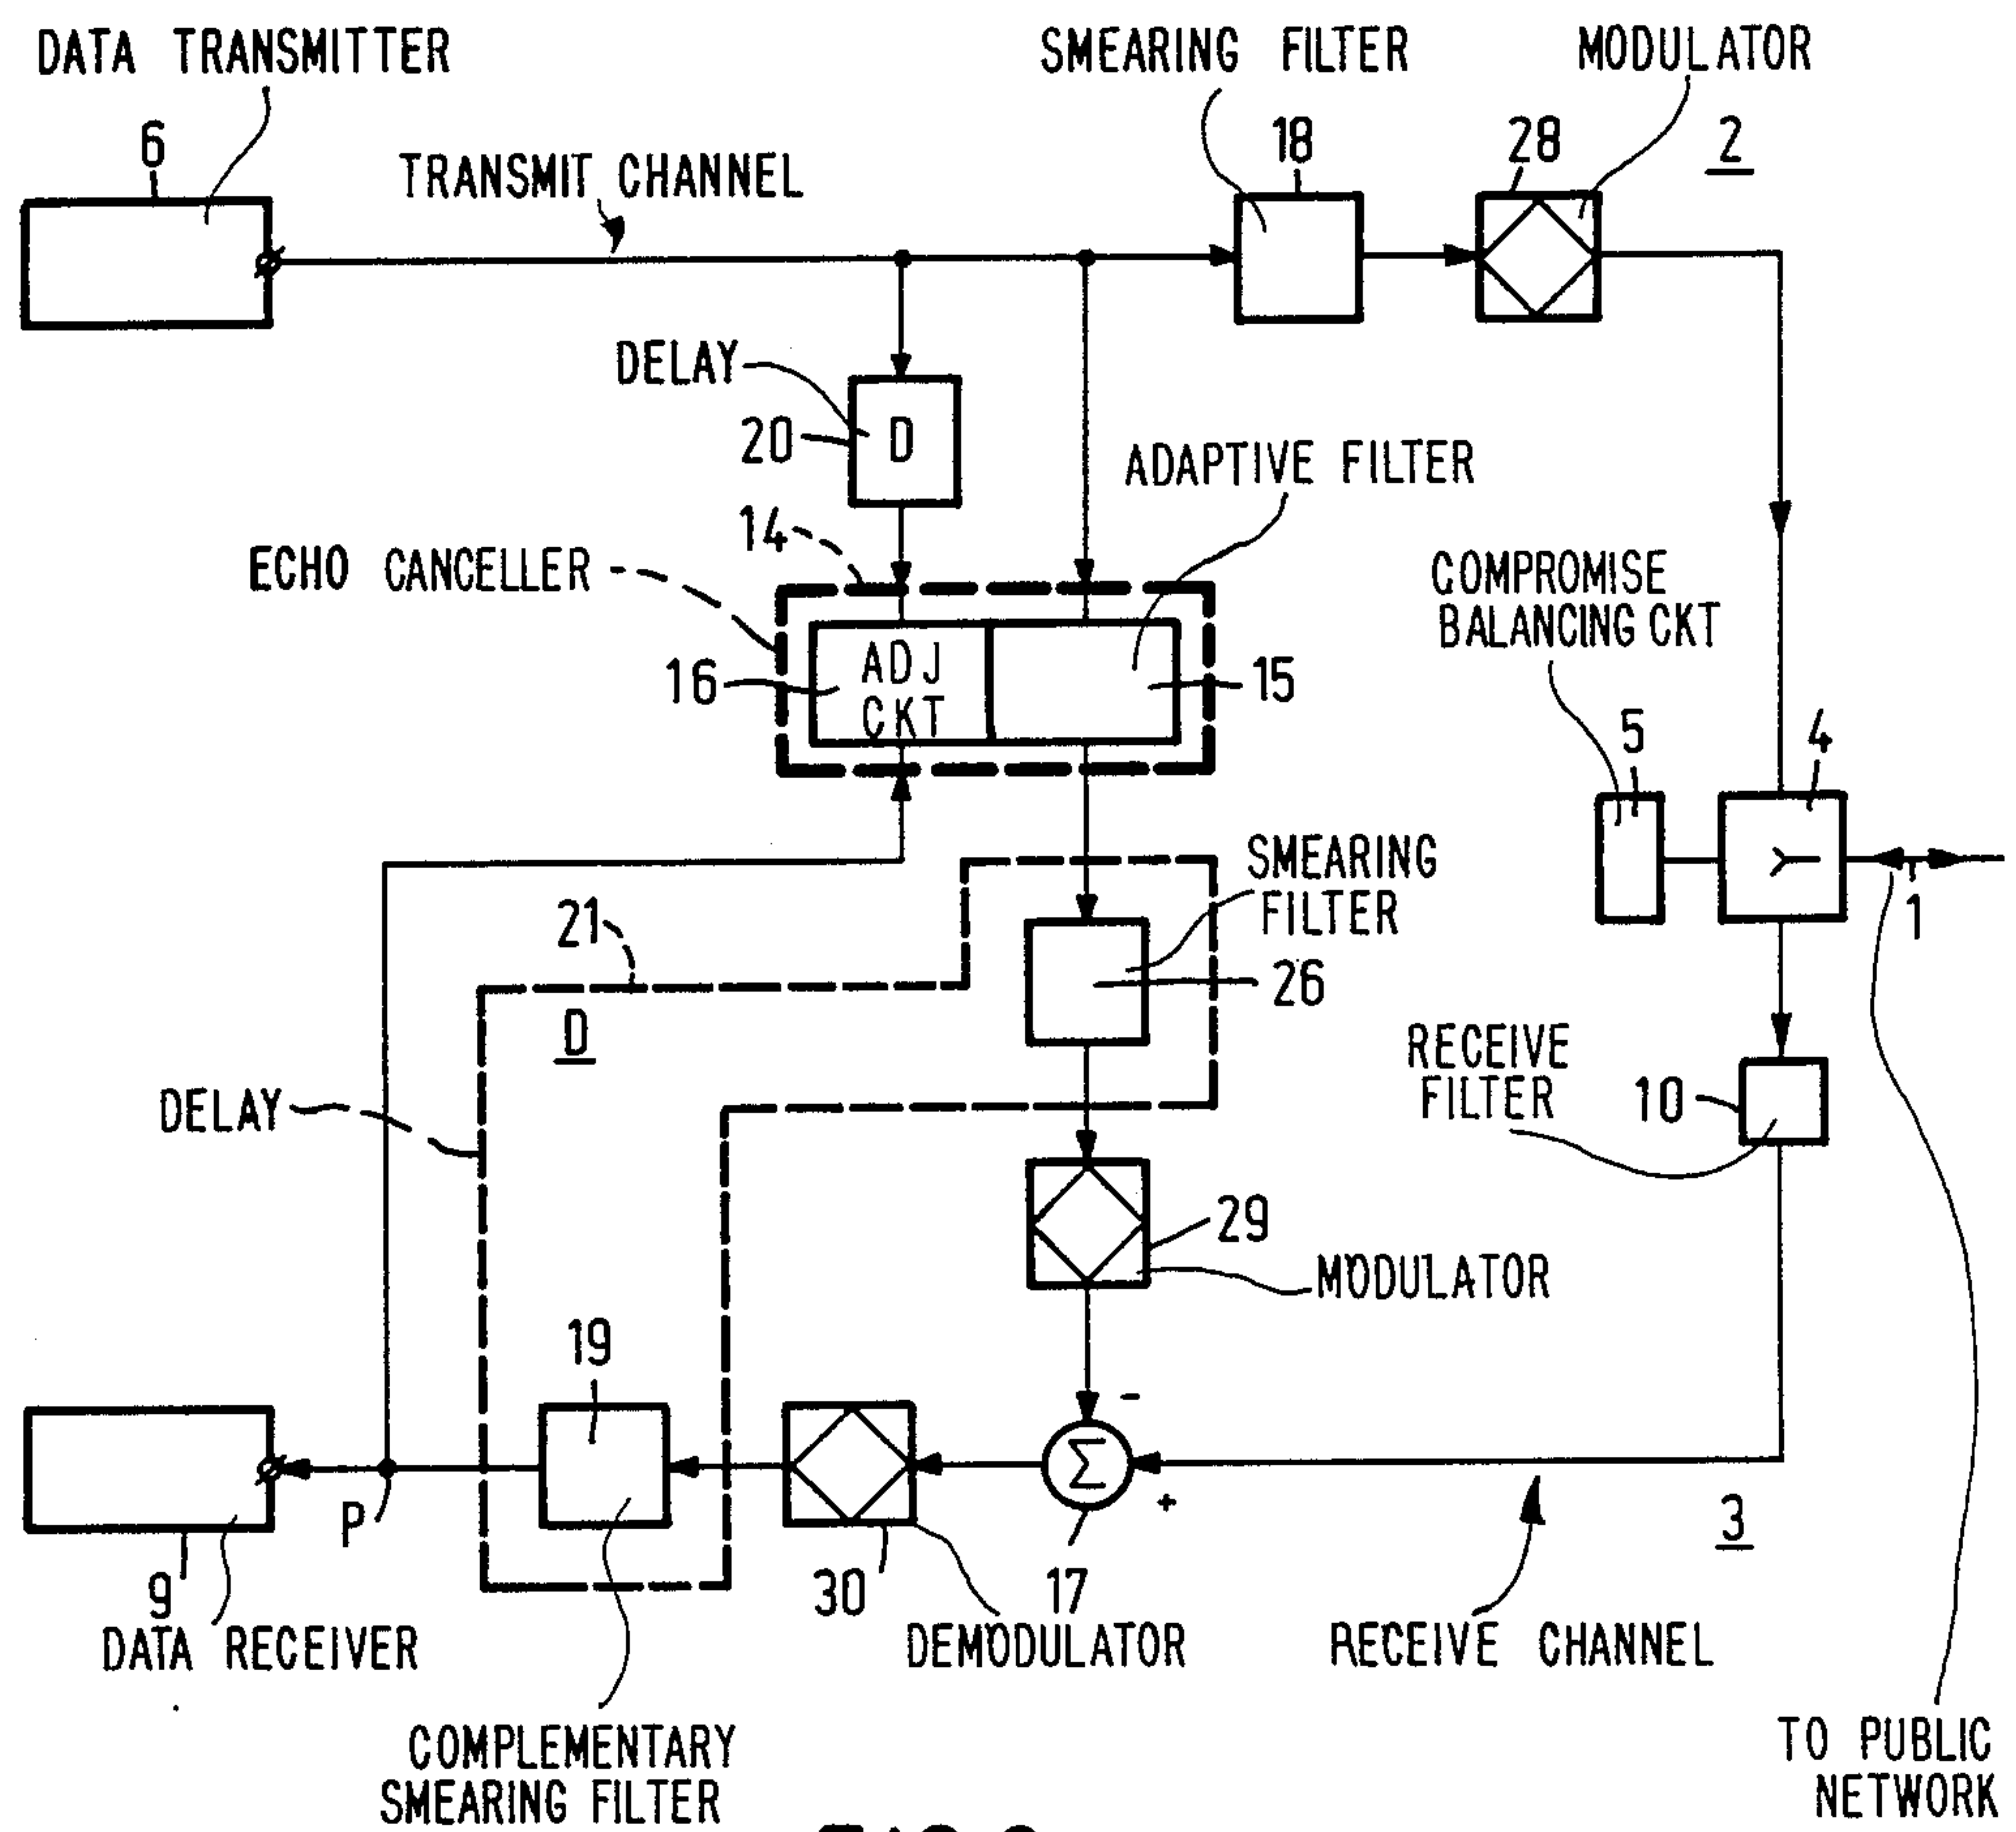 DATA TRANSMITTER
SMEARING FILTER
MODULATOR
6
18
28
2
TRANSMIT CHANNEL
DELAY
20
D
ADAPTIVE FILTER
14
ECHO CANCELLER
COMPROMISE
BALANCING CKT
16
ADJ
CKT
15
5
4
SMEARING
FILTER
1
21
26
D
RECEIVE
FILTER
10
DELAY
29
MODULATOR
19
-
Σ
+
3
P
9
30
17
DATA RECEIVER
DEMODULATOR
RECEIVE CHANNEL
COMPLEMENTARY
SMEARING FILTER
TO PUBLIC
NETWORK